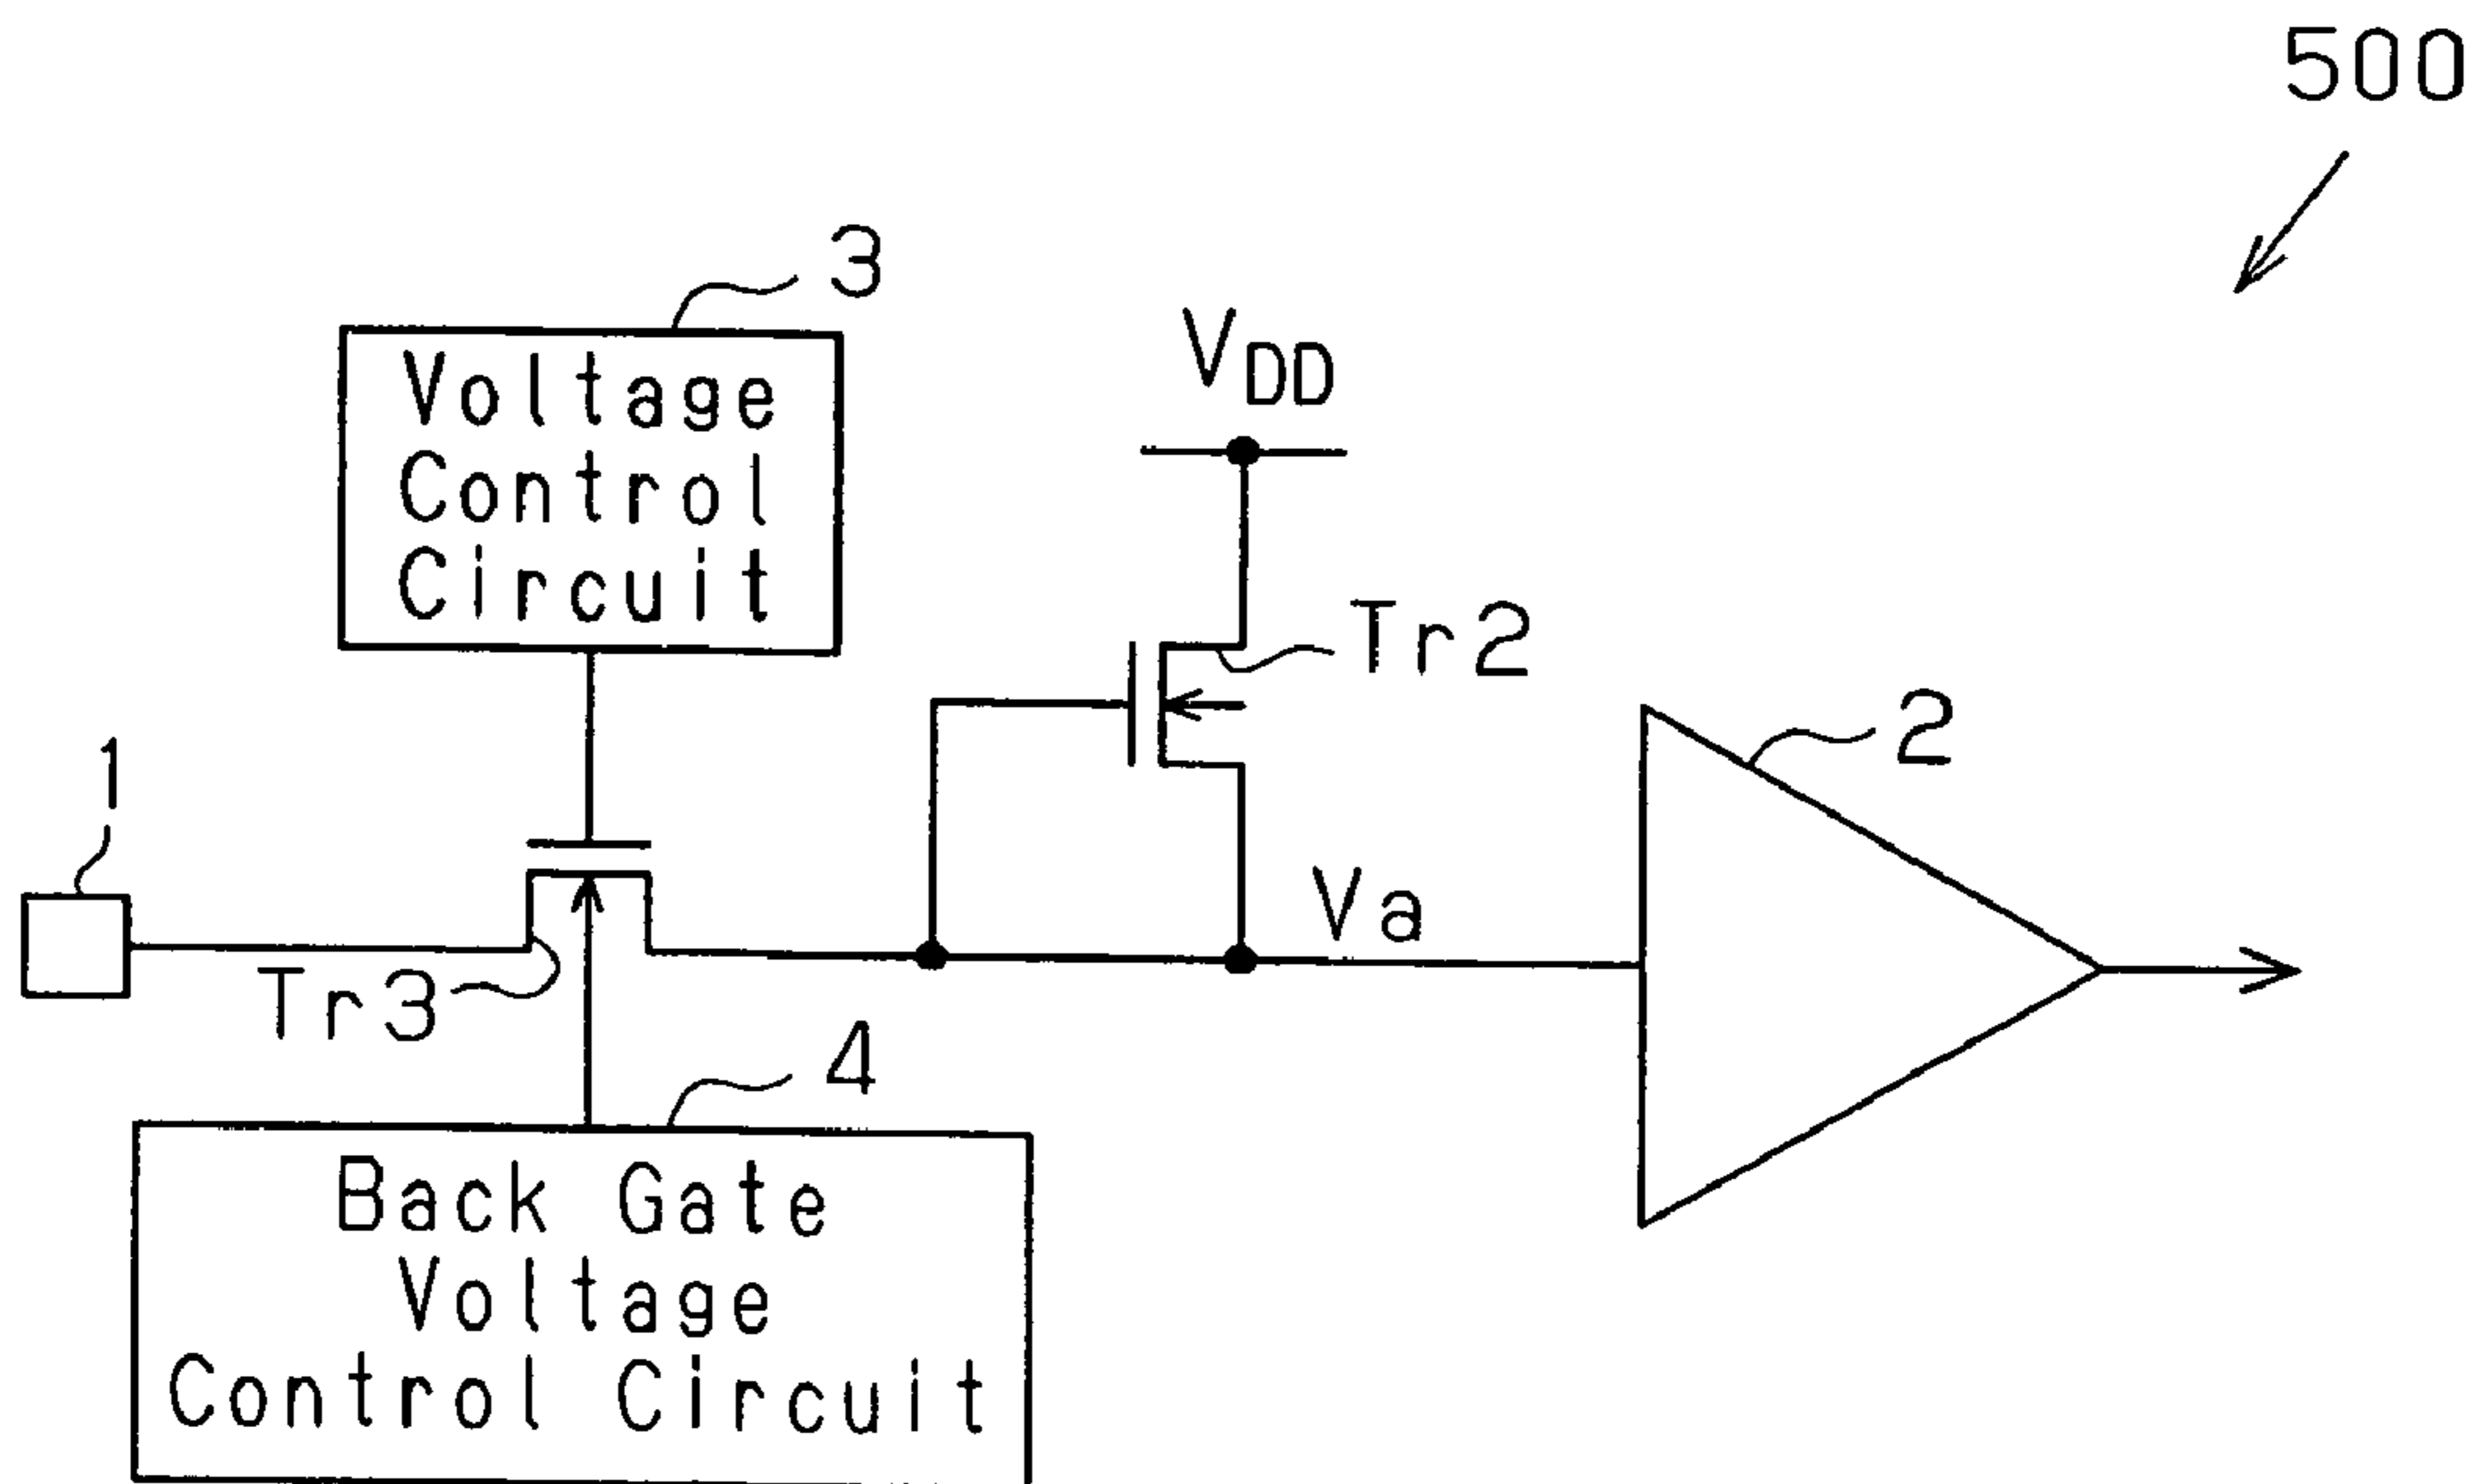 500
3
Voltage
Control
Circuit
VDD
Tr2
2
1
Va
Tr3
4
Back Gate
Voltage
Control Circuit